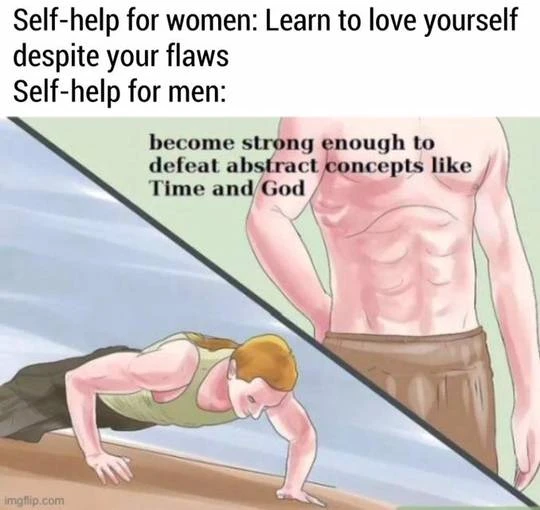 Self-help for women: Learn to love yourself
despite your flaws
Self-help for men:
become strong enough to
defeat abstract concepts like
Time and God
imgflip.com